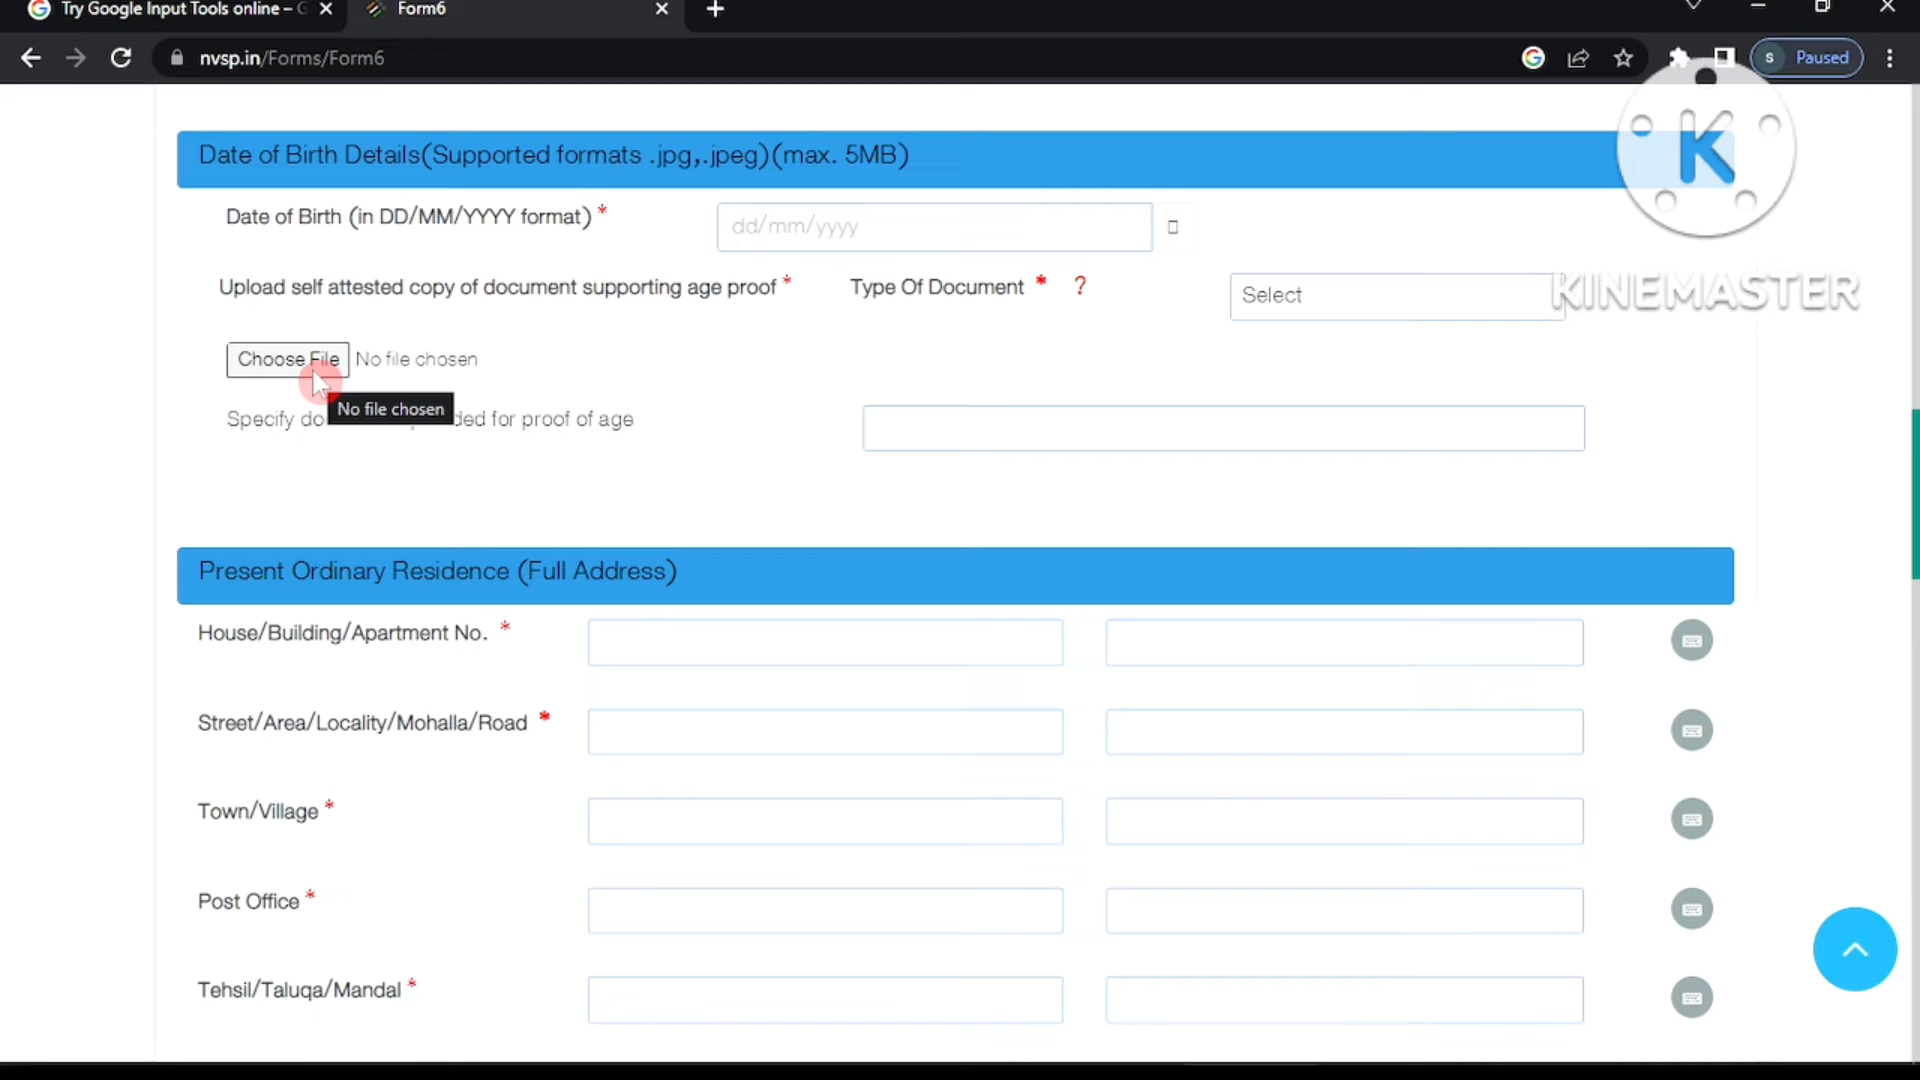 Try Google Input Tools online –
Form6
nvsp.in/Forms/Form6
s Paused
Date of Birth Details(Supported formats .jpg,.jpeg)(max. 5MB)
K
KINEMASTER
Date of Birth (in DD/MM/YYYY format) *
dd/mm/yyyy
Upload self attested copy of document supporting age proof * Type Of Document * ?
Select
Choose File No file chosen
No file chosen
Specify do ded for proof of age
Present Ordinary Residence (Full Address)
House/Building/Apartment No. *
Street/Area/Locality/Mohalla/Road *
Town/Village *
Post Office *
Tehsil/Taluqa/Mandal *